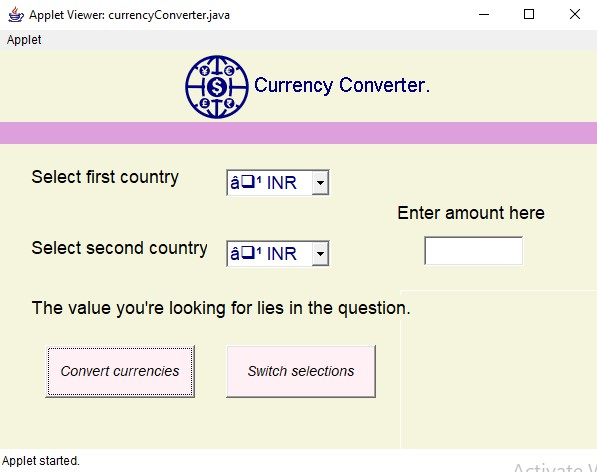 Applet Viewer: currencyConverter.java
Applet
Currency Converter.
Select first country
â❑¹ INR
Enter amount here
Select second country
â❑¹ INR
The value you're looking for lies in the question.
Convert currencies
Switch selections
Applet started.
Activate